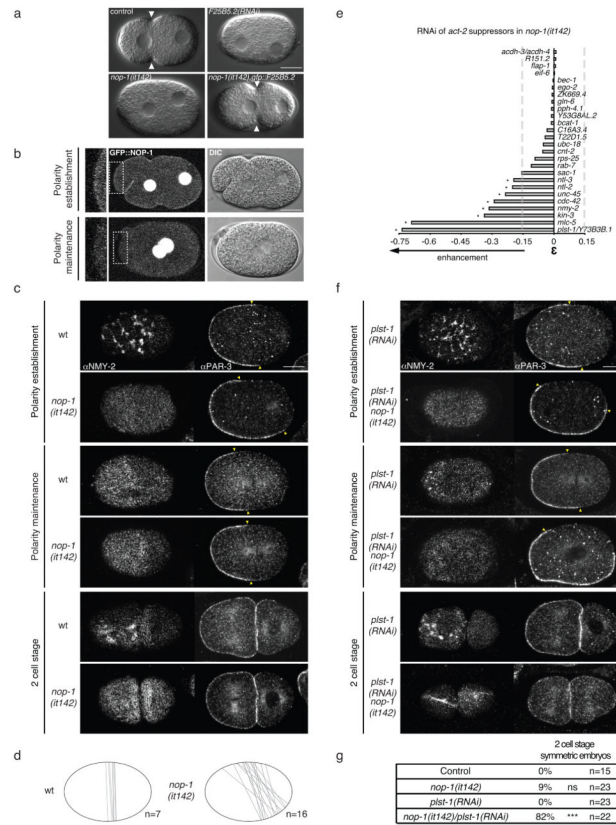 a
control
F25B5.2(RNAi)
nop-1(it142)
nop-1(it142) gfp::F25B5.2
b
Polarity establishment
GFP::NOP-1
DIC
Polarity maintenance
c
Polarity establishment
wt
αNMY-2
αPAR-3
nop-1
(it142)
Polarity maintenance
wt
nop-1
(it142)
2 cell stage
wt
nop-1
(it142)
d
wt
n=7
nop-1
(it142)
n=16
e
RNAi of act-2 suppressors in nop-1(it142)
acdh-3/acdh-4
R151.2
flap-1
eif-6
bec-1
ego-2
ZK669.4
gln-6
pph-4.1
Y53G8AL.2
bcat-1
C16A3.4
T22D1.5
ubc-18
cnt-2
rps-25
rab-7
sac-1
ntl-3
ntl-2
unc-45
cdc-42
nmy-2
kin-3
mlc-5
plst-1/Y73B3B.1
-0.75 -0.6 -0.45 -0.3 -0.15 0 0.15
enhancement
ε
f
Polarity establishment
plst-1
(RNAi)
αNMY-2
αPAR-3
plst-1
(RNAi)
nop-1
(it142)
Polarity maintenance
plst-1
(RNAi)
plst-1
(RNAi)
nop-1
(it142)
2 cell stage
plst-1
(RNAi)
plst-1
(RNAi)
nop-1
(it142)
g
2 cell stage
symmetric embryos
Control 0% n=15
nop-1(it142) 9% ns n=23
plst-1(RNAi) 0% n=23
nop-1(it142)/plst-1(RNAi) 82% *** n=22